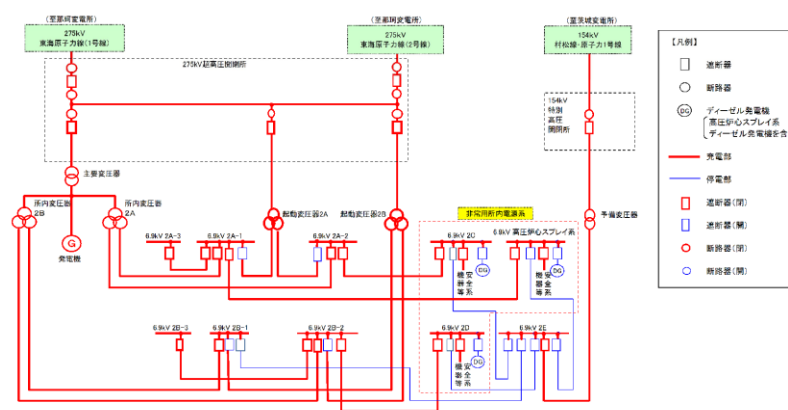 (至那珂変電所)
275kV
東海原子力線(1号線)
(至那珂変電所)
275kV
東海原子力線(2号線)
(至茨城変電所)
154kV
村松線・原子力1号線
275kV超高圧開閉所
154kV
特別
高圧
開閉所
主要変圧器
所内変圧器
2B
所内変圧器
2A
起動変圧器2A
起動変圧器2B
予備変圧器
G
発電機
非常用所内電源系
6.9kV 2A-3
6.9kV 2A-1
6.9kV 2A-2
6.9kV 2C
6.9kV 高圧炉心スプレイ系
DG
DG
安全系
機器等
安全系
機器等
6.9kV 2B-3
6.9kV 2B-1
6.9kV 2B-2
6.9kV 2D
6.9kV 2E
DG
安全系
機器等
【凡例】
遮断器
断路器
DG
ディーゼル発電機
高圧炉心スプレイ系
ディーゼル発電機を含
発電部
停電部
遮断器(閉)
遮断器(開)
断路器(閉)
断路器(開)